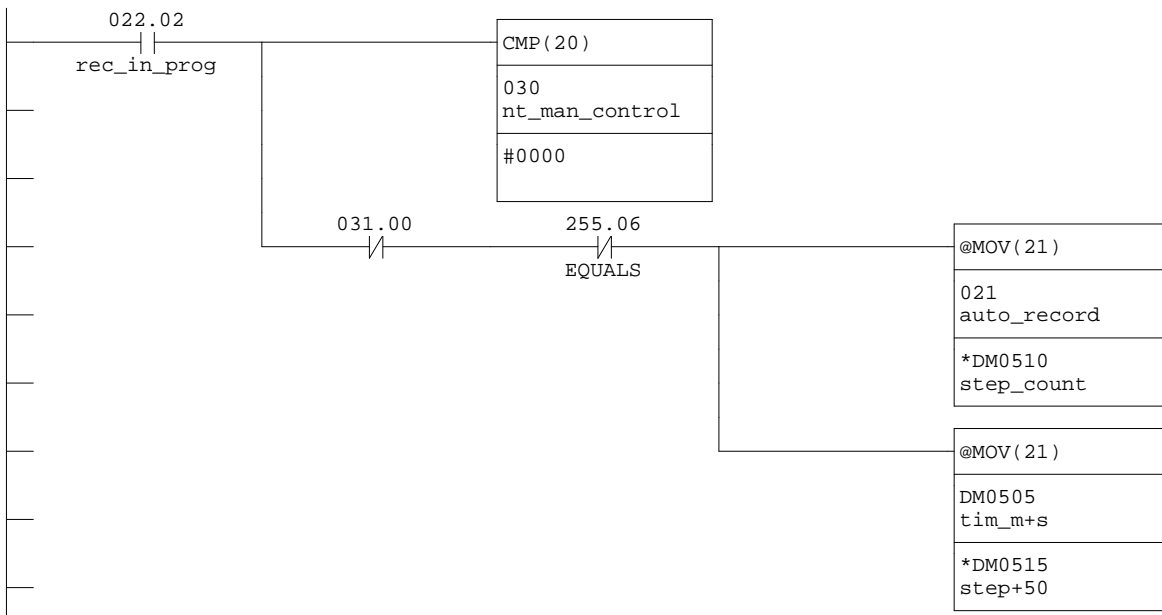 022.02
rec_in_prog
CMP(20)
030
nt_man_control
#0000
031.00
255.06
EQUALS
@MOV(21)
021
auto_record
*DM0510
step_count
@MOV(21)
DM0505
tim_m+s
*DM0515
step+50